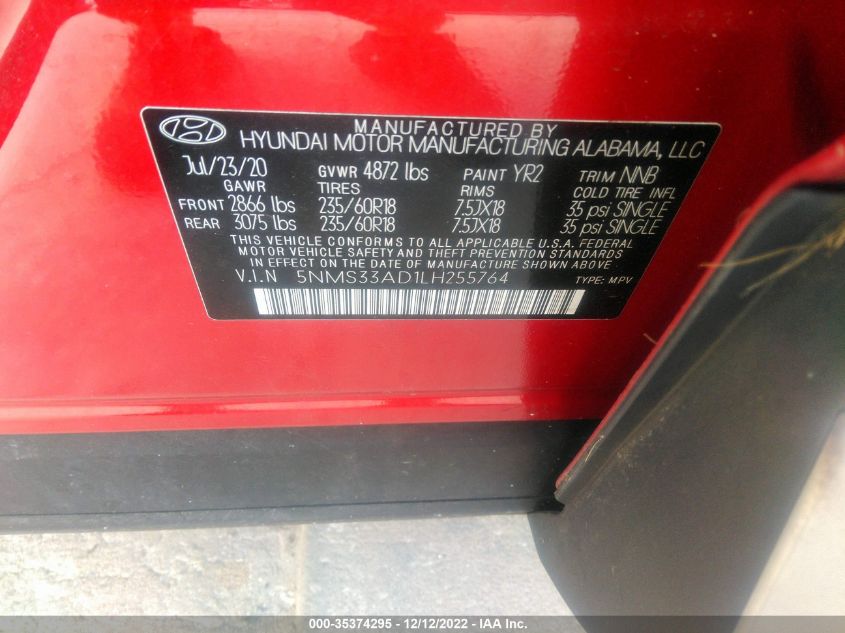 MANUFACTURED BY
HYUNDAI MOTOR MANUFACTURING ALABAMA, LLC
Jul/23/20 GVWR 4872 lbs PAINT YR2 TRIM NNB
GAWR TIRES RIMS COLD TIRE INFL
FRONT 2866 lbs 235/60R18 7.5JX18 35 psi SINGLE
REAR 3075 lbs 235/60R18 7.5JX18 35 psi SINGLE
THIS VEHICLE CONFORMS TO ALL APPLICABLE U.S.A. FEDERAL
MOTOR VEHICLE SAFETY AND THEFT PREVENTION STANDARDS
IN EFFECT ON THE DATE OF MANUFACTURE SHOWN ABOVE.
V.I.N 5NMS33AD1LH255764 TYPE: MPV
000-35374295 - 12/12/2022 - IAA Inc.